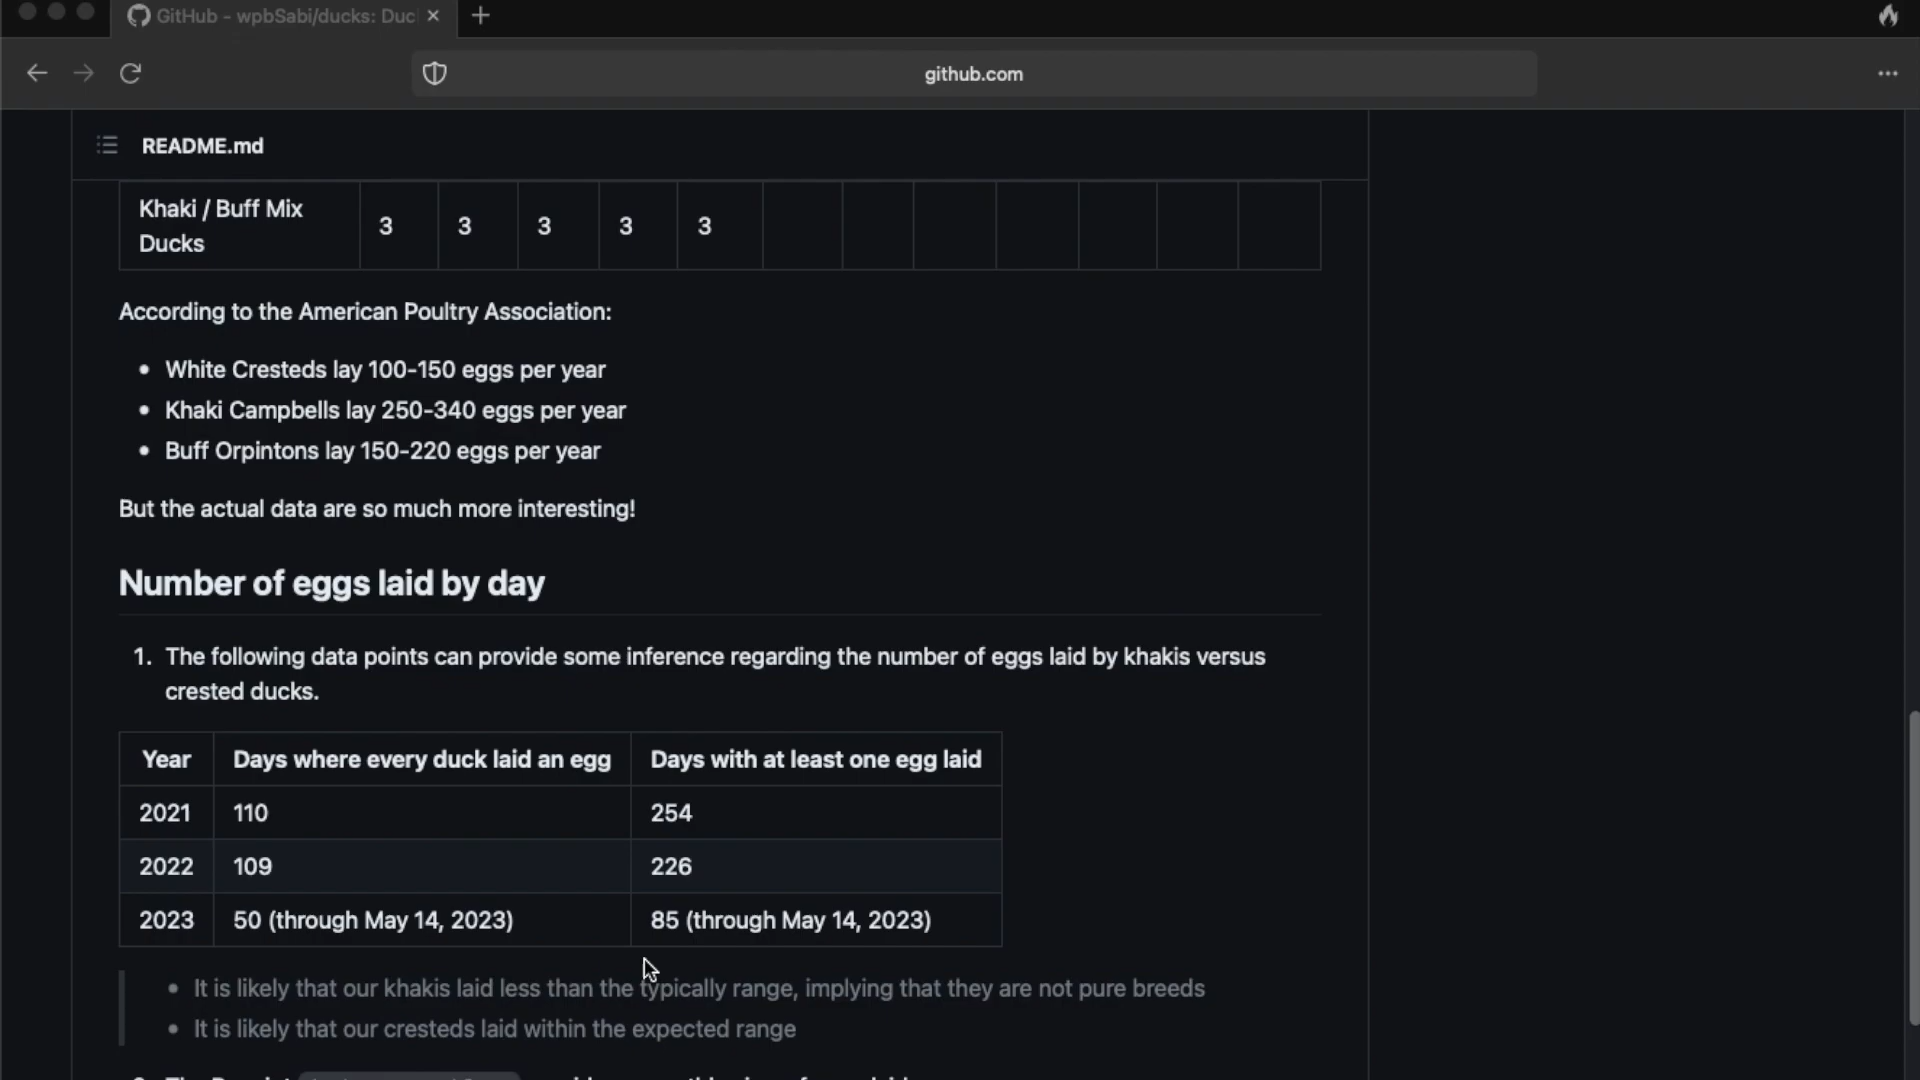 GitHub - wpbSabi/ducks: Duc
github.com
README.md
Khaki / Buff Mix
Ducks
3 3 3 3 3
According to the American Poultry Association:
• White Cresteds lay 100-150 eggs per year
• Khaki Campbells lay 250-340 eggs per year
• Buff Orpintons lay 150-220 eggs per year
But the actual data are so much more interesting!
Number of eggs laid by day
1. The following data points can provide some inference regarding the number of eggs laid by khakis versus
crested ducks.
Year Days where every duck laid an egg Days with at least one egg laid
2021 110 254
2022 109 226
2023 50 (through May 14, 2023) 85 (through May 14, 2023)
• It is likely that our khakis laid less than the typically range, implying that they are not pure breeds
• It is likely that our cresteds laid within the expected range